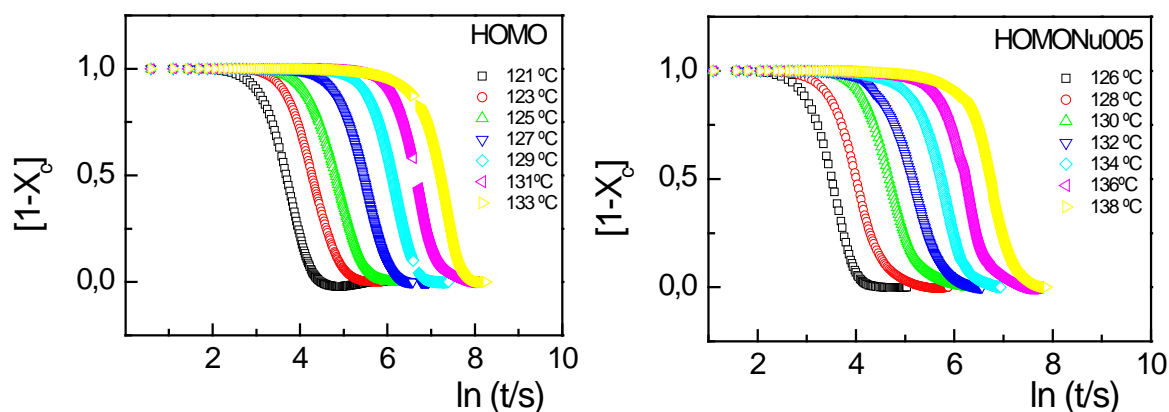 HOMO
121 ºC
123 ºC
125 ºC
127 ºC
129 ºC
131ºC
133 ºC
1,0
0,5
0,0
[1-Xc]
2 4 6 8 10
ln (t/s)
HOMONu005
126 ºC
128 ºC
130 ºC
132 ºC
134 ºC
136ºC
138 ºC
1,0
0,5
0,0
[1-Xc]
2 4 6 8 10
ln (t/s)